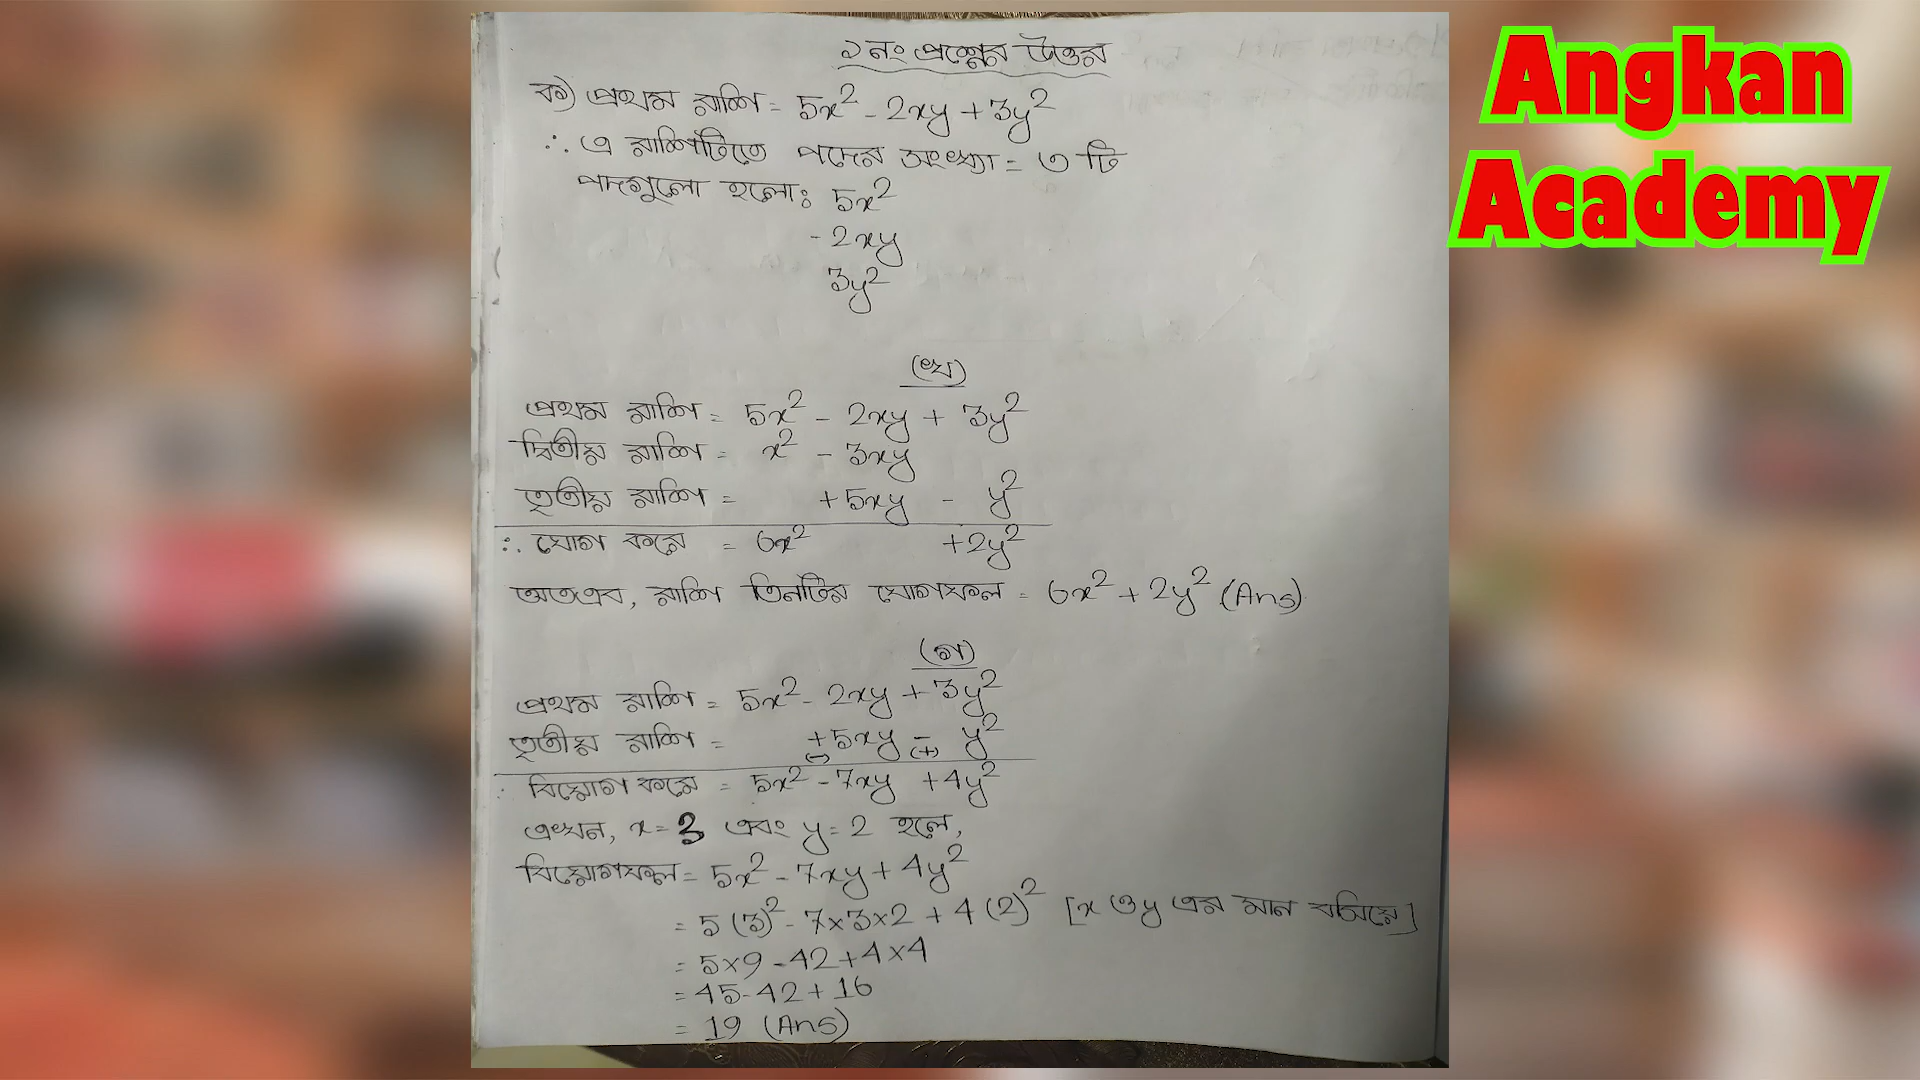 ১নং প্রশ্নের উত্তর
ক) প্রথম রাশি = 5x² - 2xy + 3y²
∴ এ রাশিটিতে পদের সংখ্যা = ৩ টি
পদগুলো হলোঃ 5x²
- 2xy
3y²
(খ)
প্রথম রাশি = 5x² - 2xy + 3y²
দ্বিতীয় রাশি = x² - 3xy
তৃতীয় রাশি = +5xy - y²
∴ যোগ করে = 6x² +2y²
অতএব, রাশি তিনটির যোগফল = 6x² + 2y² (Ans)
(গ)
প্রথম রাশি = 5x² - 2xy + 3y²
তৃতীয় রাশি = +5xy - y²
(-) (+)
∴ বিয়োগ করে = 5x² - 7xy + 4y²
এখন, x = 3 এবং y = 2 হলে,
বিয়োগফল = 5x² - 7xy + 4y²
= 5 (3)² - 7×3×2 + 4 (2)² [x ও y এর মান বসিয়ে]
= 5×9 - 42 + 4×4
= 45 - 42 + 16
= 19 (Ans)
Angkan
Academy